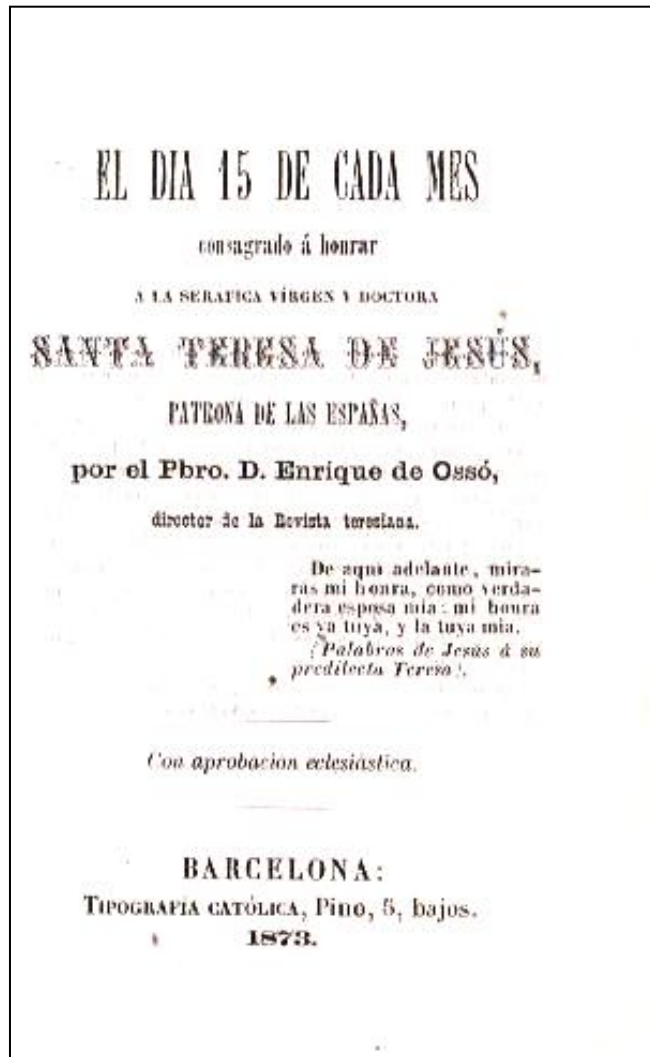 EL DIA 15 DE CADA MES
consagrado á honrar
Á LA SERÁFICA VÍRGEN Y DOCTORA
SANTA TERESA DE JESÚS,
PATRONA DE LAS ESPAÑAS,
por el Pbro. D. Enrique de Ossó,
director de la Revista teresiana.
De aqui adelante, mira-
ras mi honra, como verda-
dera esposa mia: mi honra
es ya tuya, y la tuya mia.
(Palabros de Jesús á su
predilecta Teresa).
Con aprobacion eclesiástica.
BARCELONA:
TIPOGRAFÍA CATÓLICA, Pino, 5, bajos.
1873.